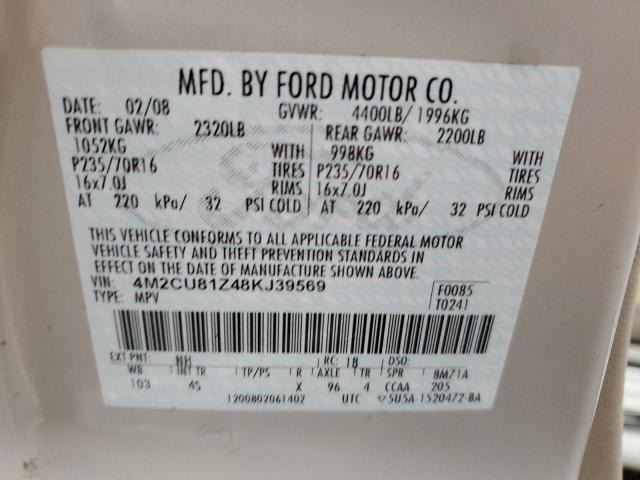 MFD. BY FORD MOTOR CO.
DATE: 02/08 GVWR: 4400LB/ 1996KG
FRONT GAWR: 2320LB REAR GAWR: 2200LB
1052KG WITH 998KG WITH
P235/70R16 TIRES P235/70R16 TIRES
16x7.0J RIMS 16x7.0J RIMS
AT 220 kPa/ 32 PSI COLD AT 220 kPa/ 32 PSI COLD
THIS VEHICLE CONFORMS TO ALL APPLICABLE FEDERAL MOTOR
VEHICLE SAFETY AND THEFT PREVENTION STANDARDS IN
EFFECT ON THE DATE OF MANUFACTURE SHOWN ABOVE.
VIN: 4M2CU81Z48KJ39569 F0085
TYPE: MPV T0241
EXT PNT: NH RC: 18 DSO:
WB INT TR TP/PS R AXLE TR SPR 8M71A
103 45 X 96 4 CCAA 205
1200802061402 UTC 5U5A-1520472-BA